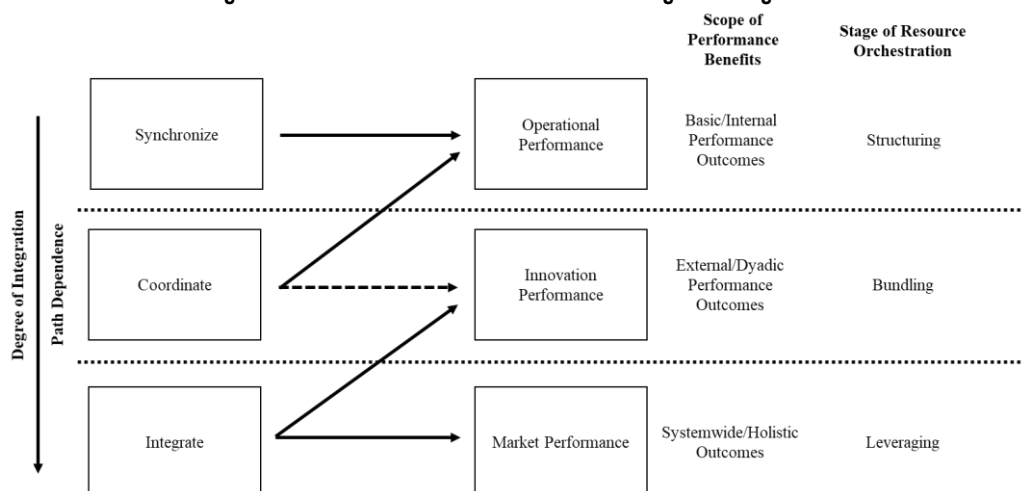 Scope of
Performance
Benefits
Stage of Resource
Orchestration
Synchronize
Operational
Performance
Basic/Internal
Performance
Outcomes
Structuring
Degree of Integration
Path Dependence
Coordinate
Innovation
Performance
External/Dyadic
Performance
Outcomes
Bundling
Integrate
Market Performance
Systemwide/Holistic
Outcomes
Leveraging